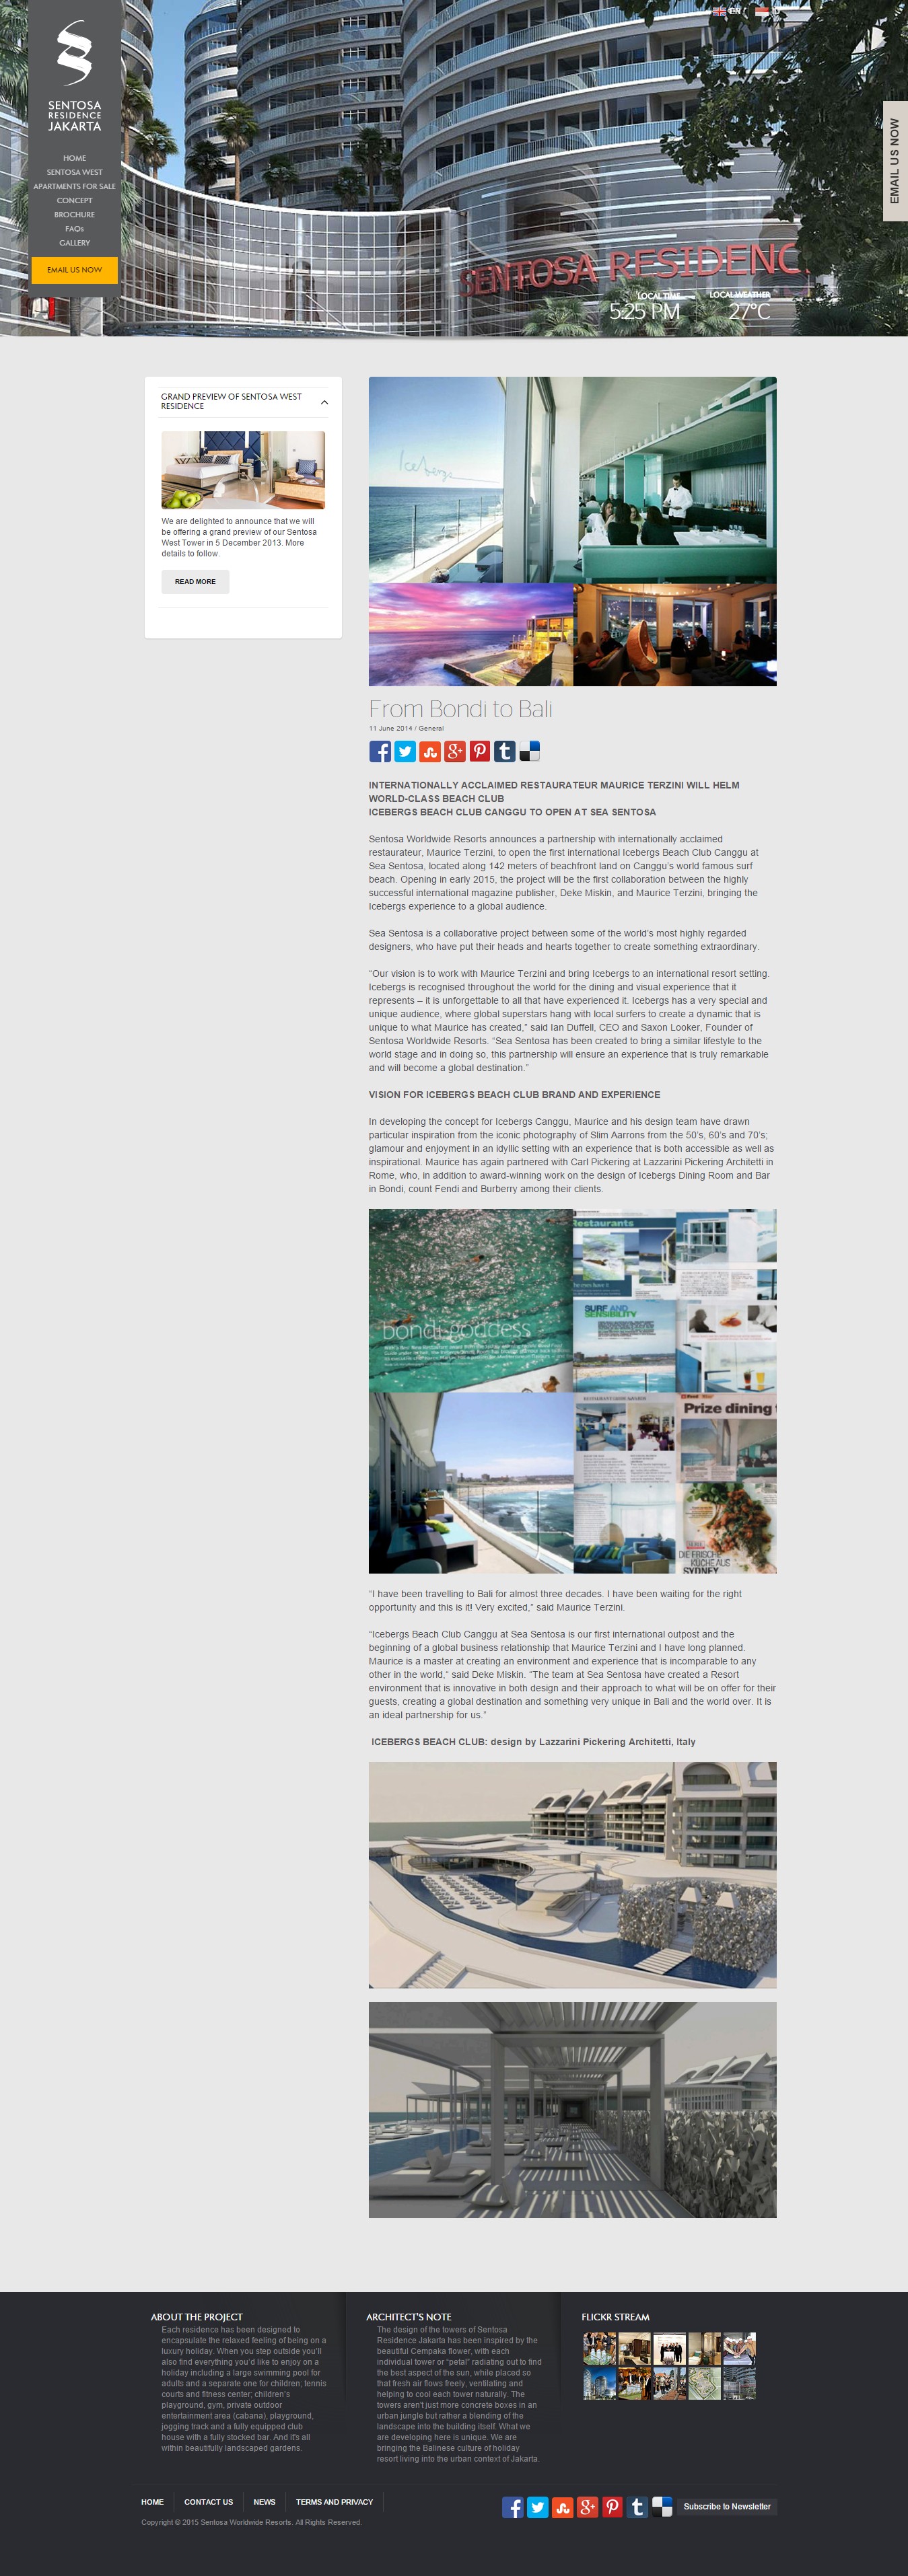 EN
SENTOSA
RESIDENCE
JAKARTA
HOME
SENTOSA WEST
APARTMENTS FOR SALE
CONCEPT
BROCHURE
FAQs
GALLERY
EMAIL US NOW
EMAIL US NOW
SENTOSA RESIDENC
LOCAL TIME
5:25 PM
LOCAL WEATHER
27°C
GRAND PREVIEW OF SENTOSA WEST
RESIDENCE
We are delighted to announce that we will
be offering a grand preview of our Sentosa
West Tower in 5 December 2013. More
details to follow.
READ MORE
Icebergs
From Bondi to Bali
11 June 2014 / General
INTERNATIONALLY ACCLAIMED RESTAURATEUR MAURICE TERZINI WILL HELM
WORLD-CLASS BEACH CLUB
ICEBERGS BEACH CLUB CANGGU TO OPEN AT SEA SENTOSA
Sentosa Worldwide Resorts announces a partnership with internationally acclaimed
restaurateur, Maurice Terzini, to open the first international Icebergs Beach Club Canggu at
Sea Sentosa, located along 142 meters of beachfront land on Canggu's world famous surf
beach. Opening in early 2015, the project will be the first collaboration between the highly
successful international magazine publisher, Deke Miskin, and Maurice Terzini, bringing the
Icebergs experience to a global audience.
Sea Sentosa is a collaborative project between some of the world's most highly regarded
designers, who have put their heads and hearts together to create something extraordinary.
“Our vision is to work with Maurice Terzini and bring Icebergs to an international resort setting.
Icebergs is recognised throughout the world for the dining and visual experience that it
represents – it is unforgettable to all that have experienced it. Icebergs has a very special and
unique audience, where global superstars hang with local surfers to create a dynamic that is
unique to what Maurice has created,” said Ian Duffell, CEO and Saxon Looker, Founder of
Sentosa Worldwide Resorts. “Sea Sentosa has been created to bring a similar lifestyle to the
world stage and in doing so, this partnership will ensure an experience that is truly remarkable
and will become a global destination.”
VISION FOR ICEBERGS BEACH CLUB BRAND AND EXPERIENCE
In developing the concept for Icebergs Canggu, Maurice and his design team have drawn
particular inspiration from the iconic photography of Slim Aarrons from the 50's, 60's and 70's;
glamour and enjoyment in an idyllic setting with an experience that is both accessible as well as
inspirational. Maurice has again partnered with Carl Pickering at Lazzarini Pickering Architetti in
Rome, who, in addition to award-winning work on the design of Icebergs Dining Room and Bar
in Bondi, count Fendi and Burberry among their clients.
Restaurants
SURF AND
SENSIBILITY
bondi goddess
Prize dining
DIE FRISCHE
KÜCHE AUS
SYDNEY
“I have been travelling to Bali for almost three decades. I have been waiting for the right
opportunity and this is it! Very excited,” said Maurice Terzini.
“Icebergs Beach Club Canggu at Sea Sentosa is our first international outpost and the
beginning of a global business relationship that Maurice Terzini and I have long planned.
Maurice is a master at creating an environment and experience that is incomparable to any
other in the world,” said Deke Miskin. “The team at Sea Sentosa have created a Resort
environment that is innovative in both design and their approach to what will be on offer for their
guests, creating a global destination and something very unique in Bali and the world over. It is
an ideal partnership for us.”
ICEBERGS BEACH CLUB: design by Lazzarini Pickering Architetti, Italy
ABOUT THE PROJECT
Each residence has been designed to
encapsulate the relaxed feeling of being on a
luxury holiday. When you step outside you'll
also find everything you'd like to enjoy on a
holiday including a large swimming pool for
adults and a separate one for children; tennis
courts and fitness center; children's
playground, gym, private outdoor
entertainment area (cabana), playground,
jogging track and a fully equipped club
house with a fully stocked bar. And it's all
within beautifully landscaped gardens.
ARCHITECT'S NOTE
The design of the towers of Sentosa
Residence Jakarta has been inspired by the
beautiful Cempaka flower, with each
individual tower or “petal” radiating out to find
the best aspect of the sun, while placed so
that fresh air flows freely, ventilating and
helping to cool each tower naturally. The
towers aren't just more concrete boxes in an
urban jungle but rather a blending of the
landscape into the building itself. What we
are developing here is unique. We are
bringing the Balinese culture of holiday
resort living into the urban context of Jakarta.
FLICKR STREAM
HOME
CONTACT US
NEWS
TERMS AND PRIVACY
Subscribe to Newsletter
Copyright © 2015 Sentosa Worldwide Resorts. All Rights Reserved.